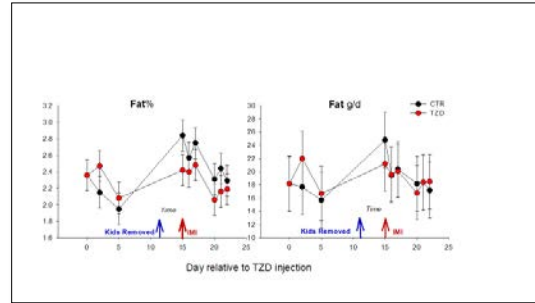 Fat%
Fat g/d
CTR
TZD
3.2
3.0
2.8
2.6
2.4
2.2
2.0
1.8
1.6
30
28
26
24
22
20
18
16
14
12
10
Time
Time
Kids Removed
IMI
Kids Removed
IMI
0 5 10 15 20 25
0 5 10 15 20 25
Day relative to TZD injection